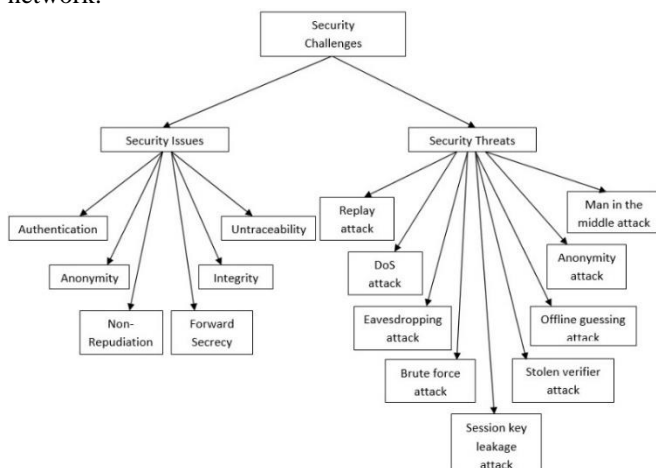 network.
Security
Challenges
Security Issues
Security Threats
Authentication
Anonymity
Non-
Repudiation
Forward
Secrecy
Integrity
Untraceability
Replay
attack
DoS
attack
Eavesdropping
attack
Brute force
attack
Session key
leakage
attack
Stolen verifier
attack
Offline guessing
attack
Anonymity
attack
Man in the
middle attack